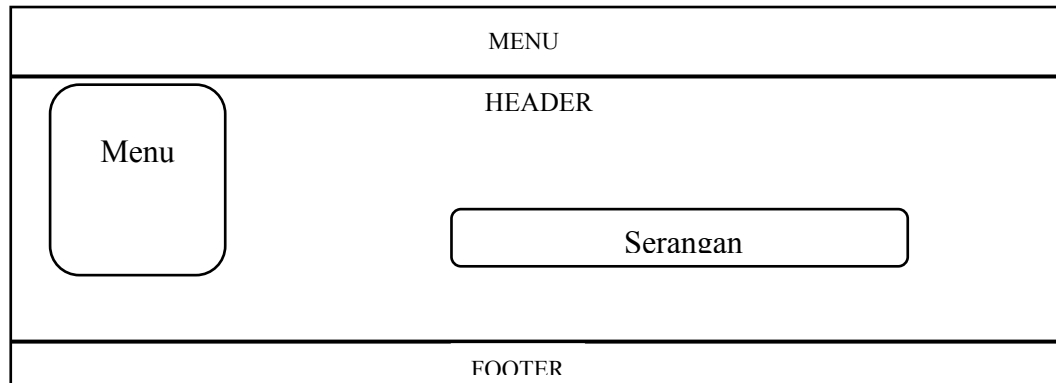 MENU
HEADER
Menu
Serangan
FOOTER